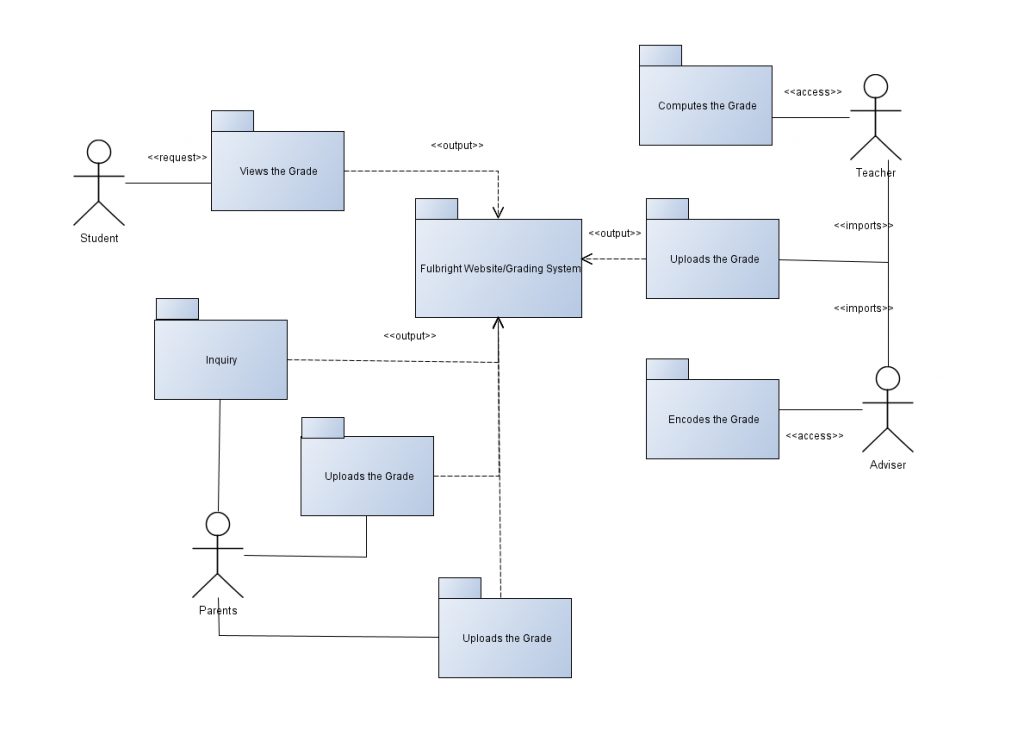 Computes the Grade
<<access>>
Teacher
<<request>>
Views the Grade
<<output>>
Student
<<imports>>
<<output>>
Uploads the Grade
Fulbright Website/Grading System
<<imports>>
<<output>>
Inquiry
Encodes the Grade
<<access>>
Adviser
Uploads the Grade
Parents
Uploads the Grade